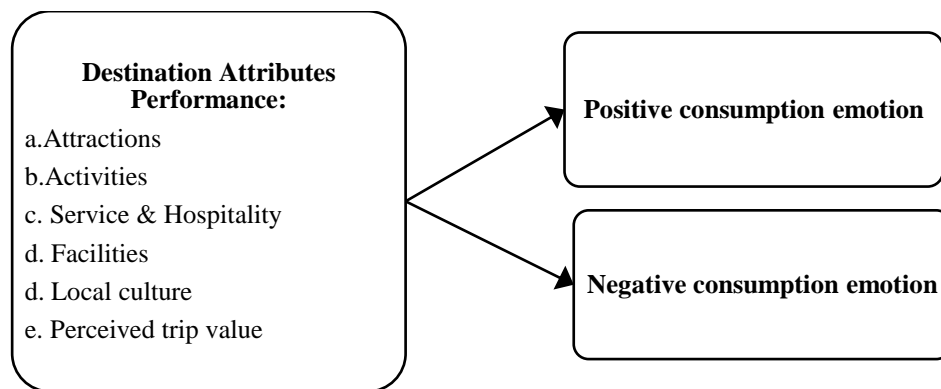 Destination Attributes
Performance:
a.Attractions
b.Activities
c. Service & Hospitality
d. Facilities
d. Local culture
e. Perceived trip value
Positive consumption emotion
Negative consumption emotion